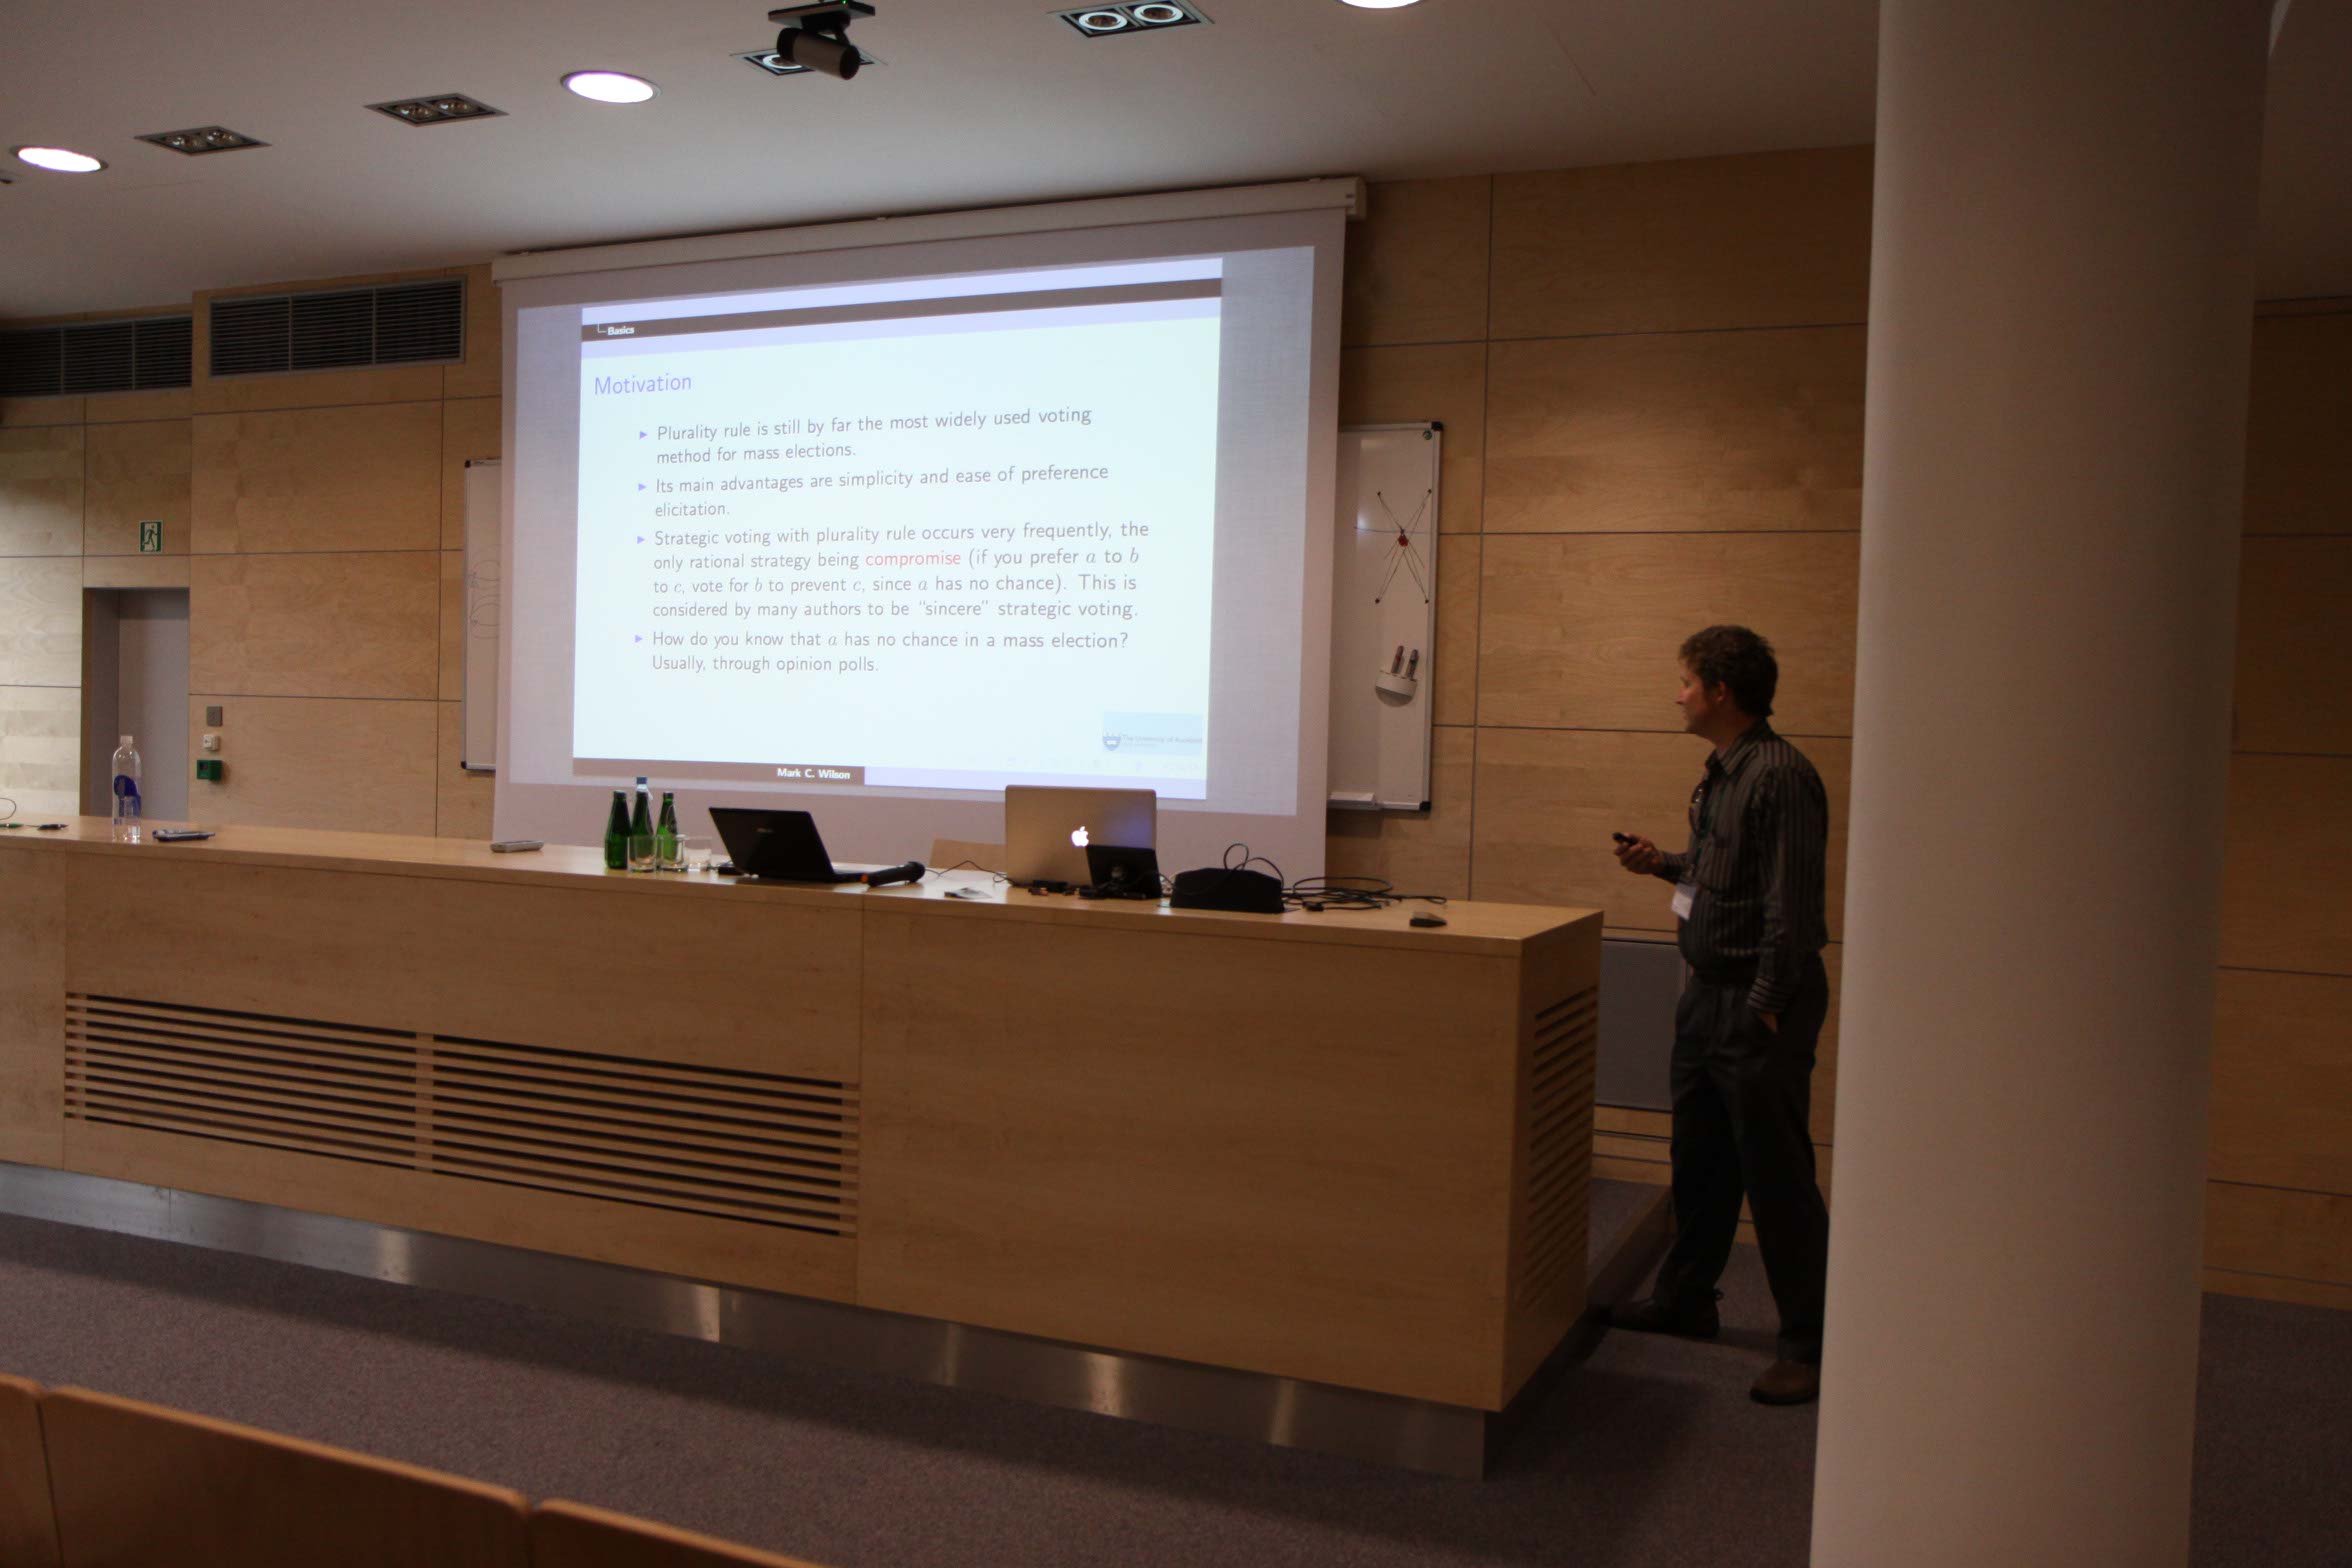 Basics
Motivation
▶ Plurality rule is still by far the most widely used voting
method for mass elections.
▶ Its main advantages are simplicity and ease of preference
elicitation.
▶ Strategic voting with plurality rule occurs very frequently, the
only rational strategy being compromise (if you prefer a to b
to c, vote for b to prevent c, since a has no chance). This is
considered by many authors to be “sincere” strategic voting.
▶ How do you know that a has no chance in a mass election?
Usually, through opinion polls.
The University of Auckland
Mark C. Wilson